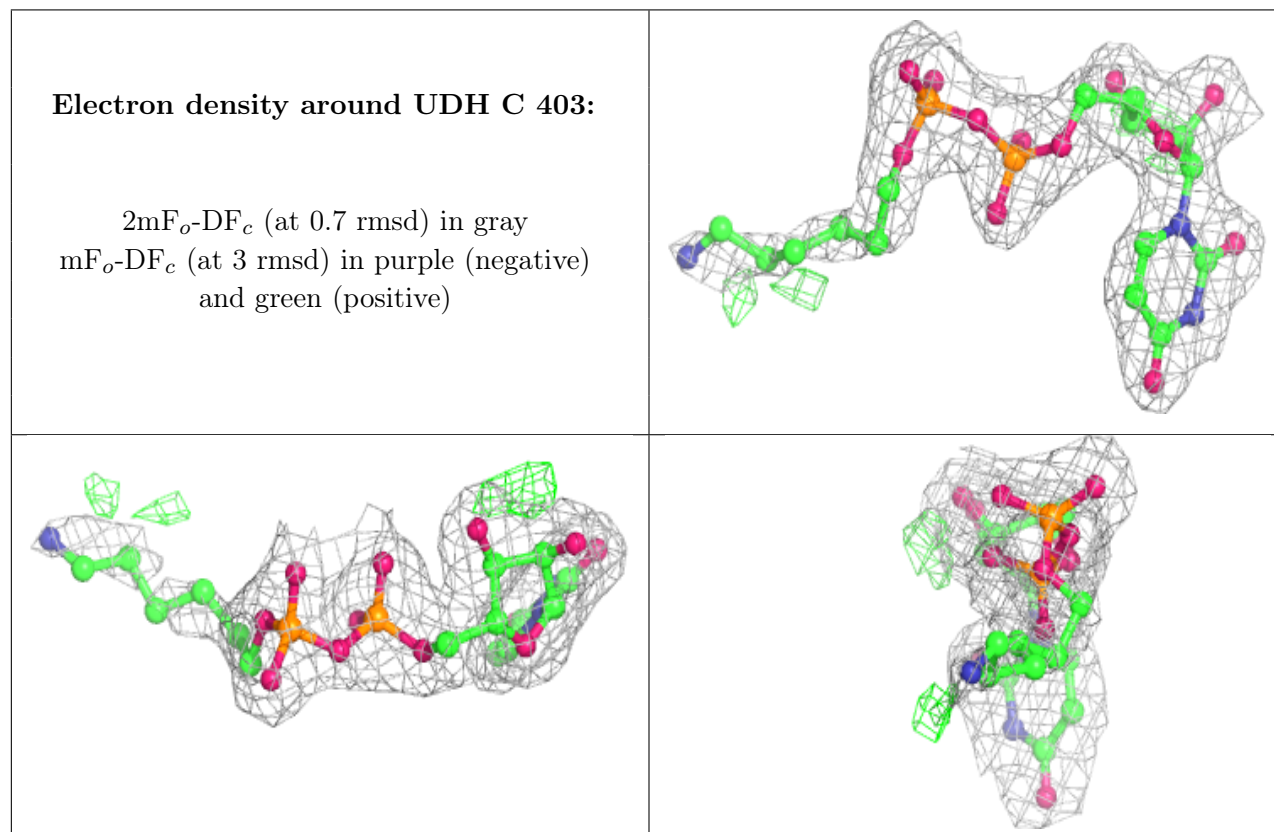 Electron density around UDH C 403:
2mFo-DFc (at 0.7 rmsd) in gray
mFo-DFc (at 3 rmsd) in purple (negative)
and green (positive)